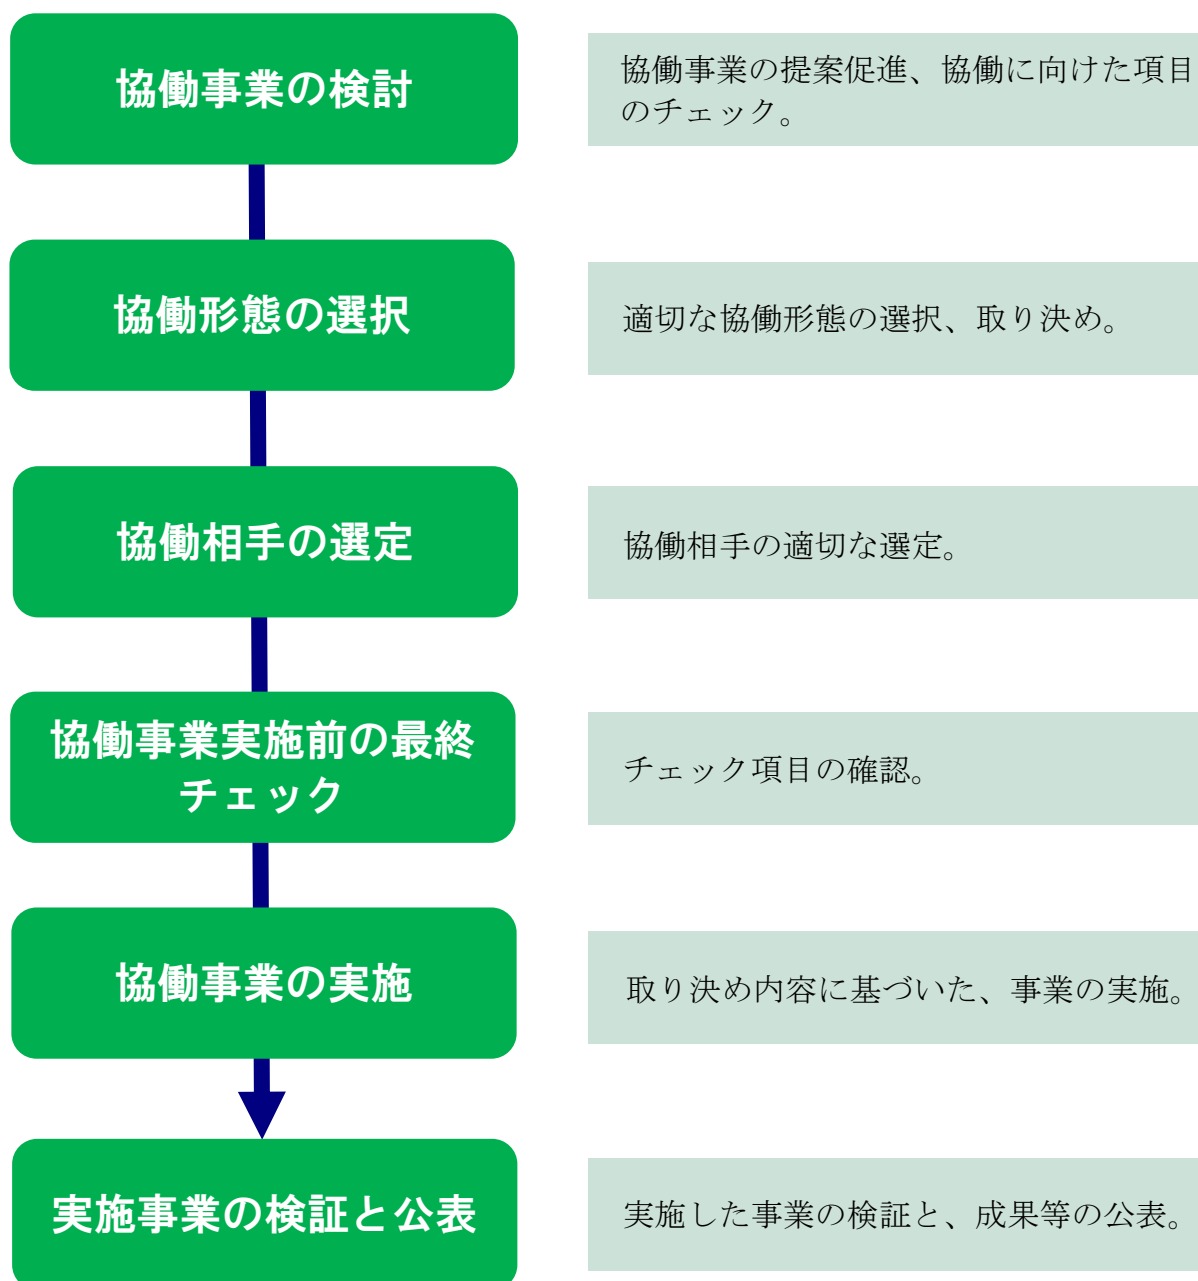 協働事業の検討
協働事業の提案促進、協働に向けた項目
のチェック。
協働形態の選択
適切な協働形態の選択、取り決め。
協働相手の選定
協働相手の適切な選定。
協働事業実施前の最終
チェック
チェック項目の確認。
協働事業の実施
取り決め内容に基づいた、事業の実施。
実施事業の検証と公表
実施した事業の検証と、成果等の公表。